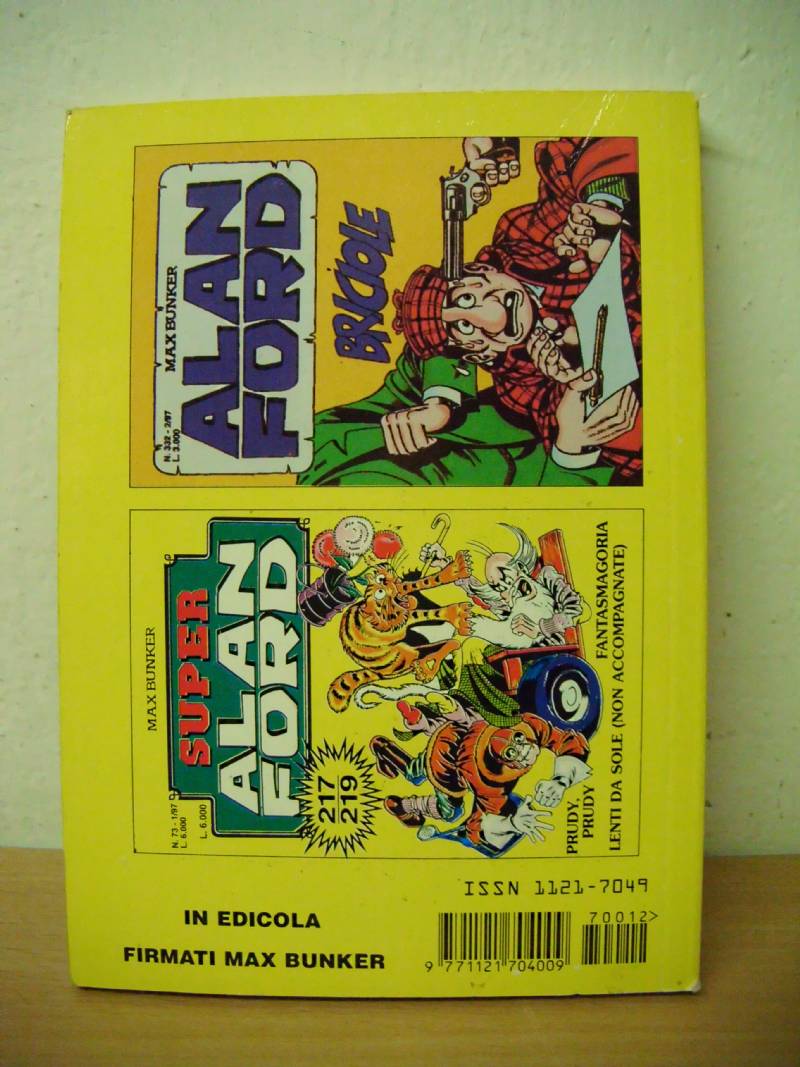 N. 332 - 2/97
L. 3.000
MAX BUNKER
ALAN
FORD
BRICIOLE
N. 73 - 1/97
L. 6.000
L. 6.000
MAX BUNKER
SUPER
ALAN
FORD
217
219
PRUDY,
PRUDY
FANTASMAGORIA
LENTI DA SOLE (NON ACCOMPAGNATE)
IN EDICOLA
FIRMATI MAX BUNKER
ISSN 1121-7049
70012>
9 771121 704009